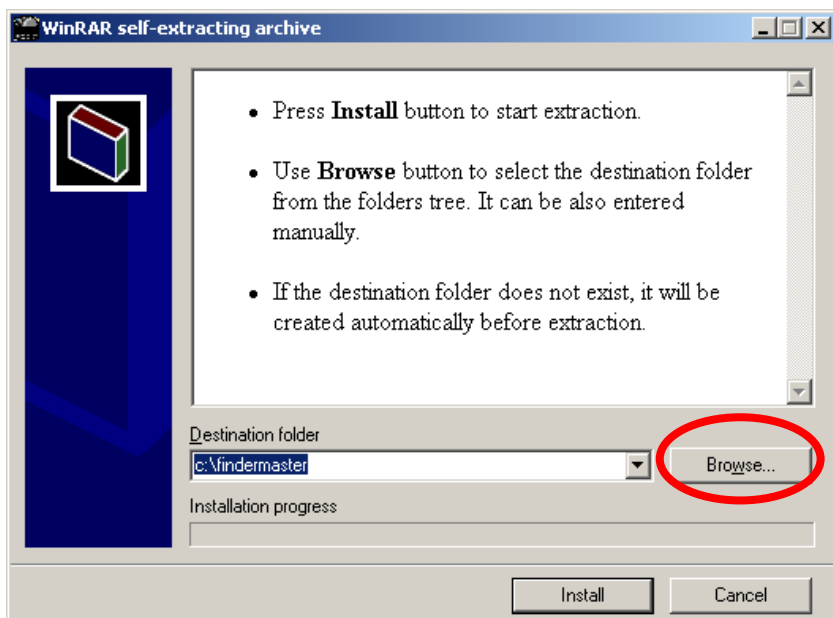 WinRAR self-extracting archive
• Press Install button to start extraction.
• Use Browse button to select the destination folder
from the folders tree. It can be also entered
manually.
• If the destination folder does not exist, it will be
created automatically before extraction.
Destination folder
c:\findermaster
Browse...
Installation progress
Install
Cancel